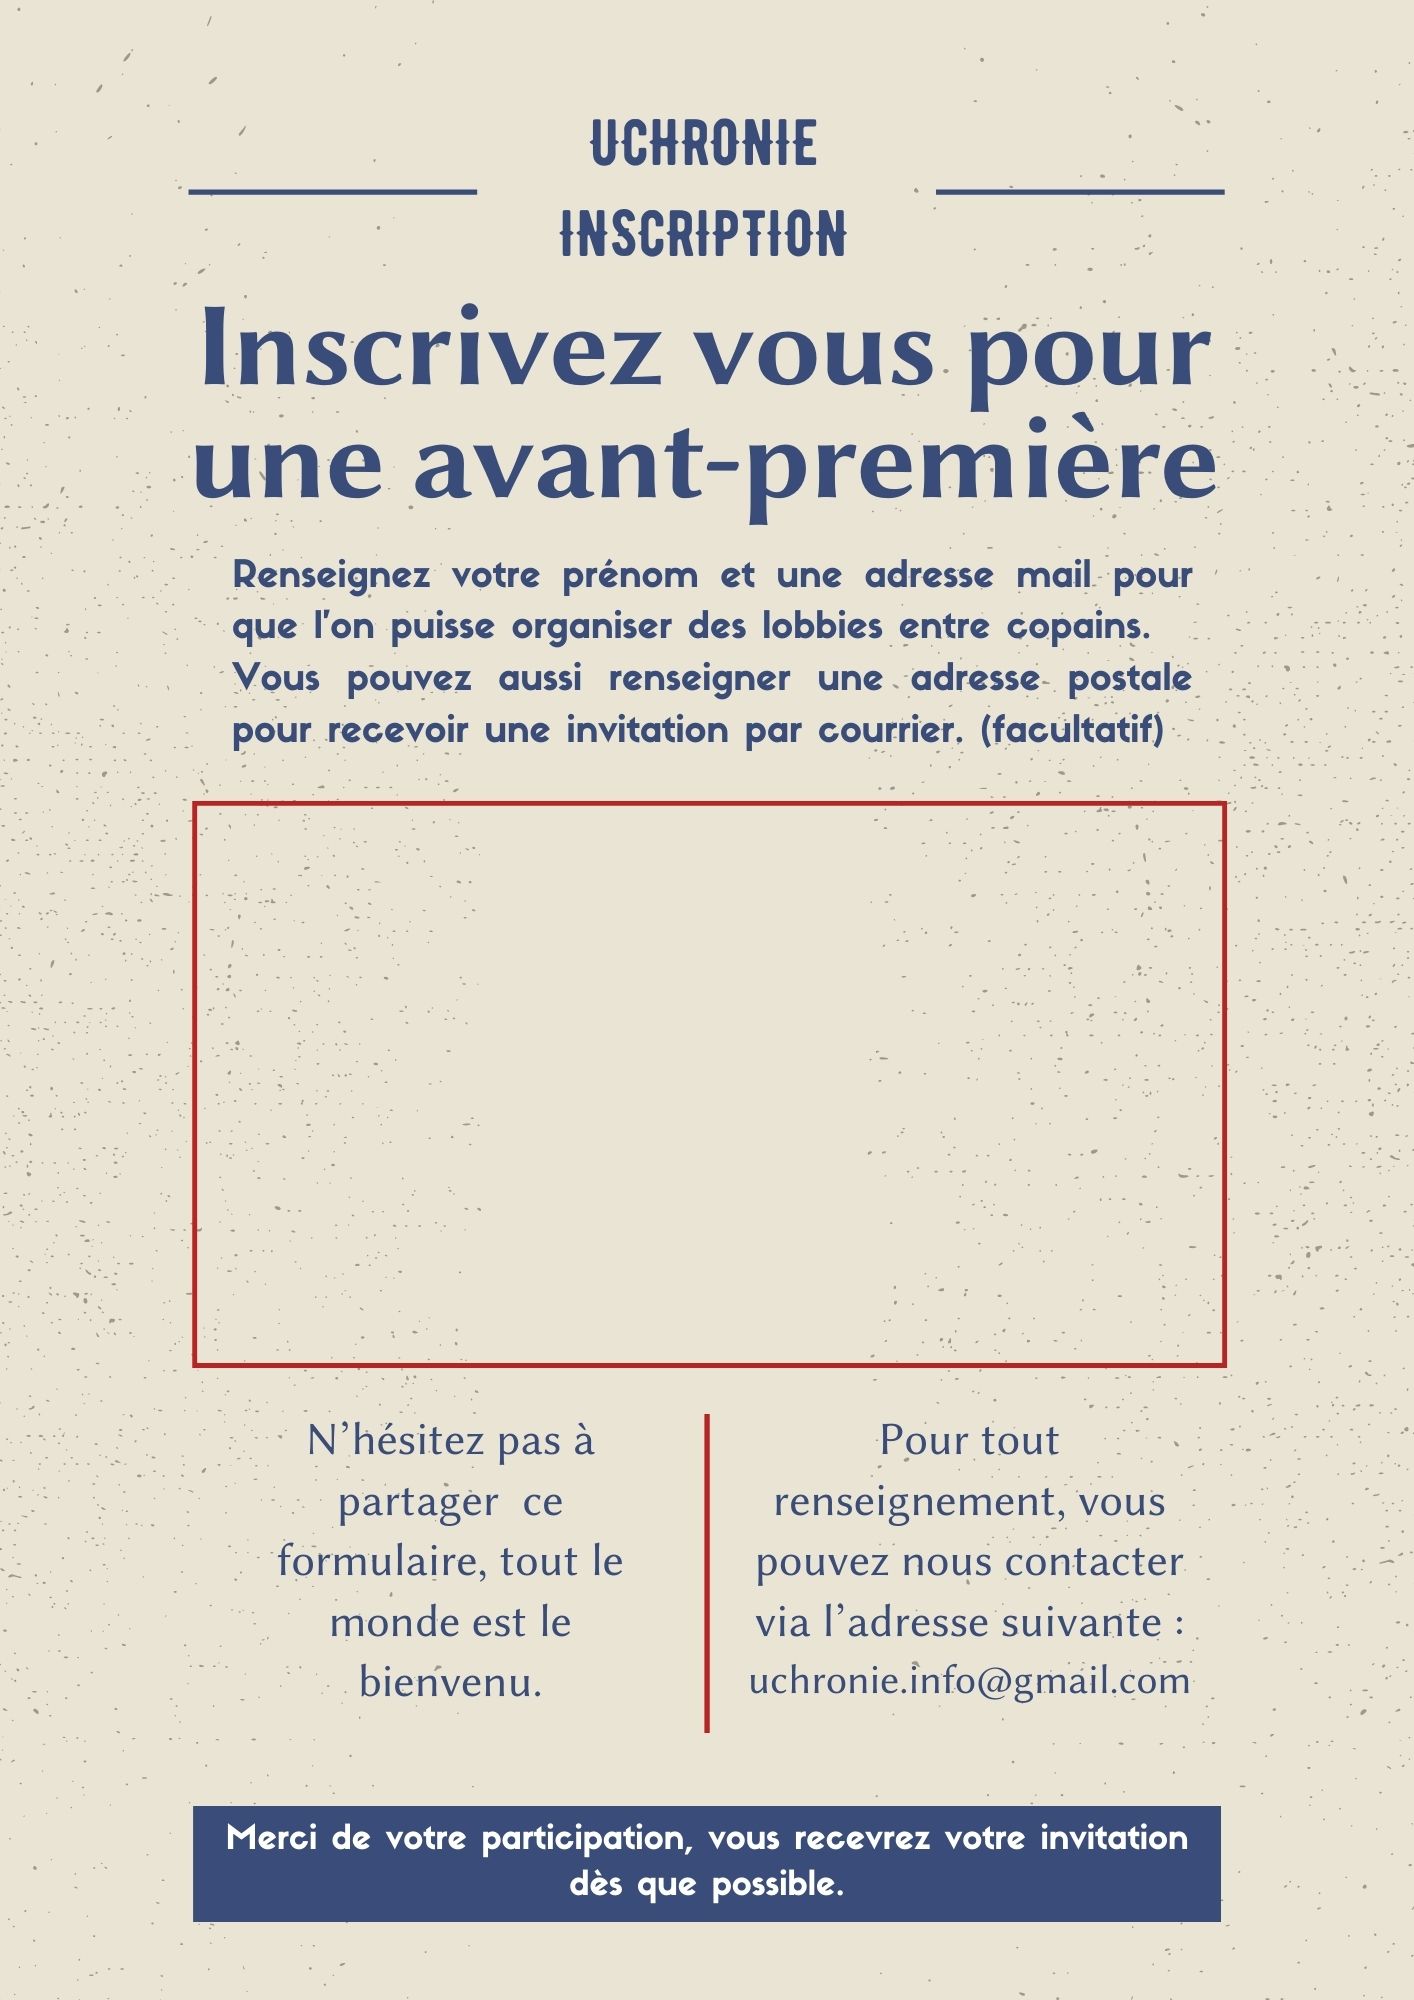 UCHRONIE
INSCRIPTION
Inscrivez vous pour
une avant-première
Renseignez votre prénom et une adresse mail pour
que l'on puisse organiser des lobbies entre copains.
Vous pouvez aussi renseigner une adresse postale
pour recevoir une invitation par courrier. (facultatif)
N'hésitez pas à
partager ce
formulaire, tout le
monde est le
bienvenu.
Pour tout
renseignement, vous
pouvez nous contacter
via l'adresse suivante :
uchronie.info@gmail.com
Merci de votre participation, vous recevrez votre invitation
dès que possible.